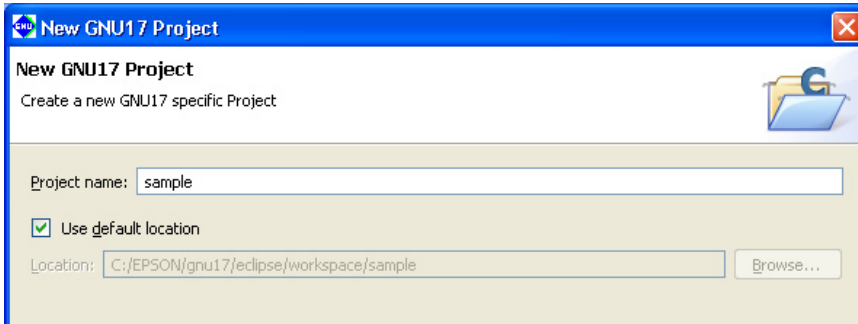 GNU New GNU17 Project
New GNU17 Project
Create a new GNU17 specific Project
C
Project name: sample
Use default location
Location: C:/EPSON/gnu17/eclipse/workspace/sample Browse...